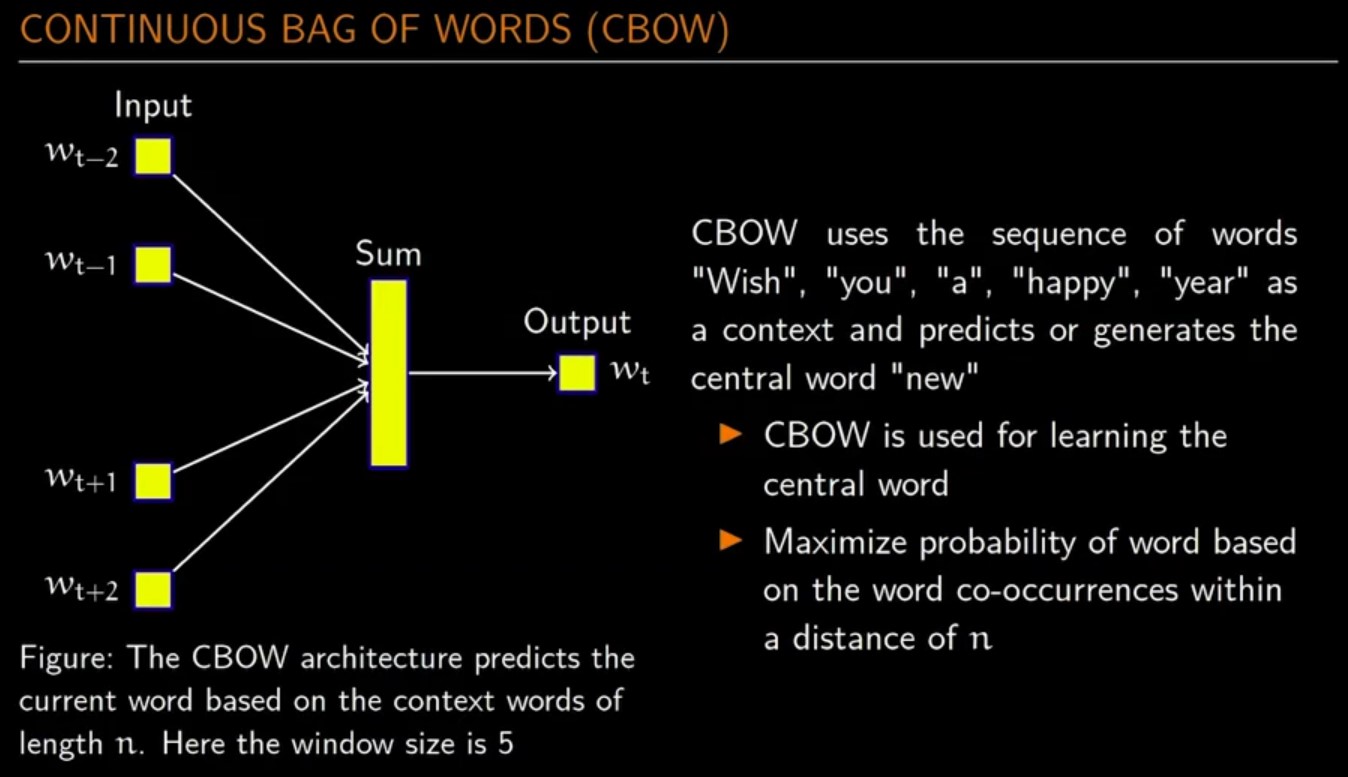 CONTINUOUS BAG OF WORDS (CBOW)
Input
w_{t−2}
w_{t−1}
Sum
Output
w_t
w_{t+1}
w_{t+2}
Figure: The CBOW architecture predicts the
current word based on the context words of
length n. Here the window size is 5
CBOW uses the sequence of words
"Wish", "you", "a", "happy", "year" as
a context and predicts or generates the
central word "new"
▶ CBOW is used for learning the
central word
▶ Maximize probability of word based
on the word co-occurrences within
a distance of n